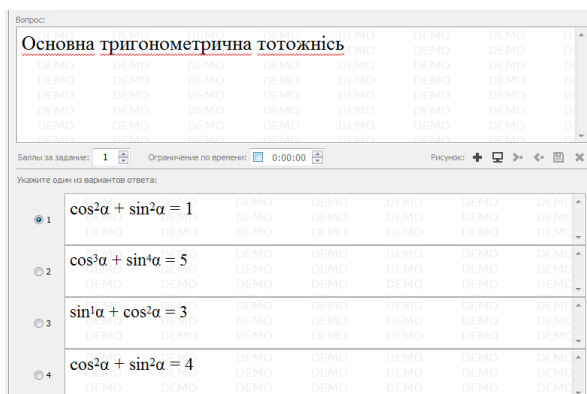 Вопрос:
Основна тригонометрична тотожнісь
Баллы за задание: 1 Ограничение по времени: 0:00:00 Рисунок:
Укажите один из вариантов ответа:
1 cos²α + sin²α = 1
2 cos³α + sin⁴α = 5
3 sin¹α + cos²α = 3
4 cos²α + sin²α = 4